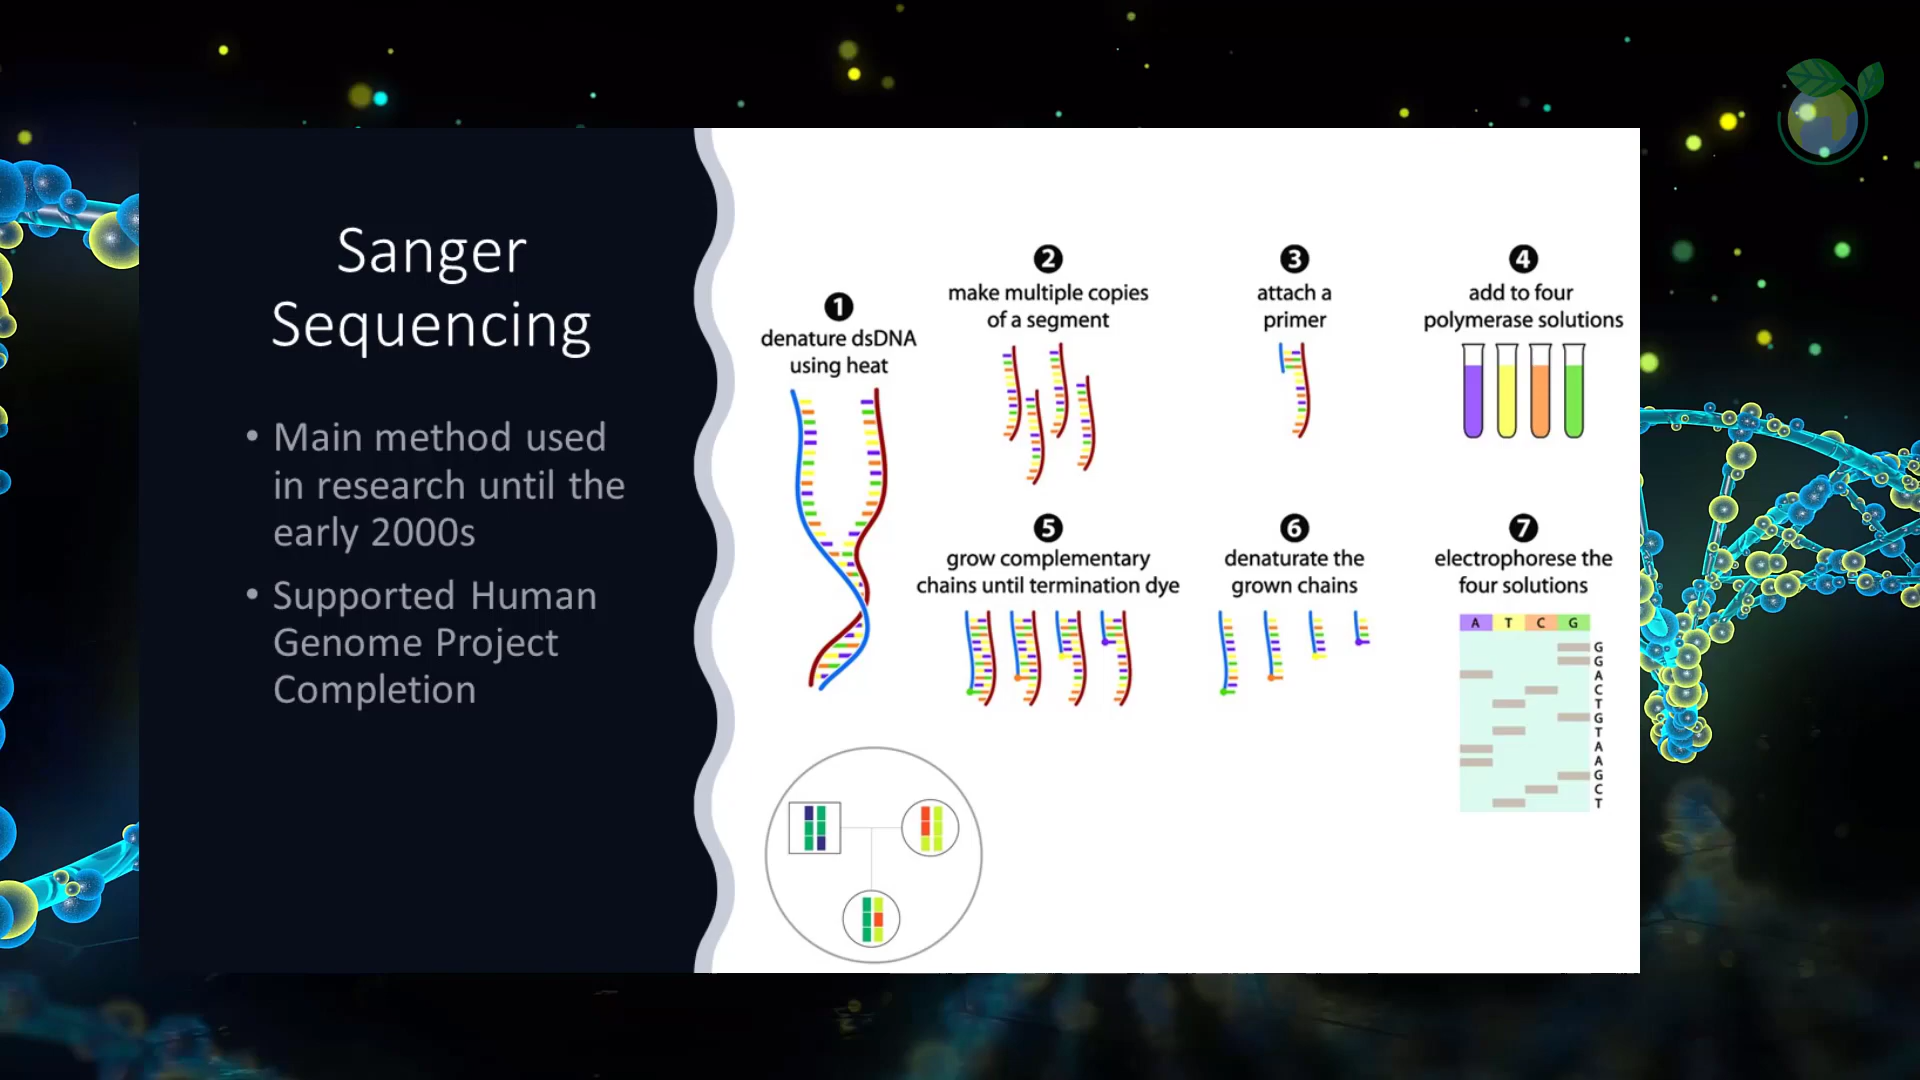 Sanger
Sequencing
• Main method used
in research until the
early 2000s
• Supported Human
Genome Project
Completion
1
denature dsDNA
using heat
2
make multiple copies
of a segment
3
attach a
primer
4
add to four
polymerase solutions
5
grow complementary
chains until termination dye
6
denaturate the
grown chains
7
electrophorese the
four solutions
A T C G
G
G
A
C
T
G
T
A
A
G
C
T